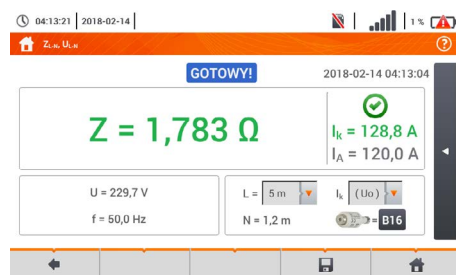 04:13:21 2018-02-14 1 %
ZL-N, UL-N
GOTOWY! 2018-02-14 04:13:04
Z = 1,783 Ω
Ik = 128,8 A
IA = 120,0 A
U = 229,7 V
f = 50,0 Hz
L = 5 m Ik (Uo)
N = 1,2 m = B16